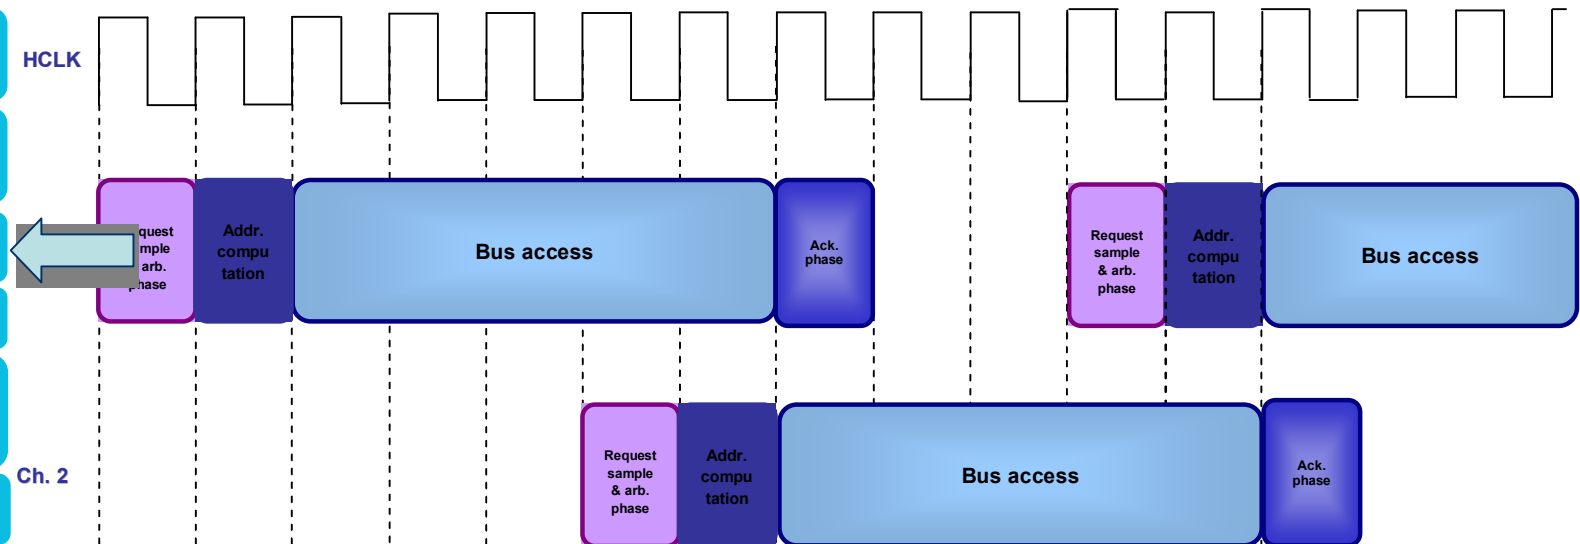 HCLK
quest
mple
arb.
phase
Addr.
compu
tation
Bus access
Ack.
phase
Request
sample
& arb.
phase
Addr.
compu
tation
Bus access
Ch. 2
Request
sample
& arb.
phase
Addr.
compu
tation
Bus access
Ack.
phase